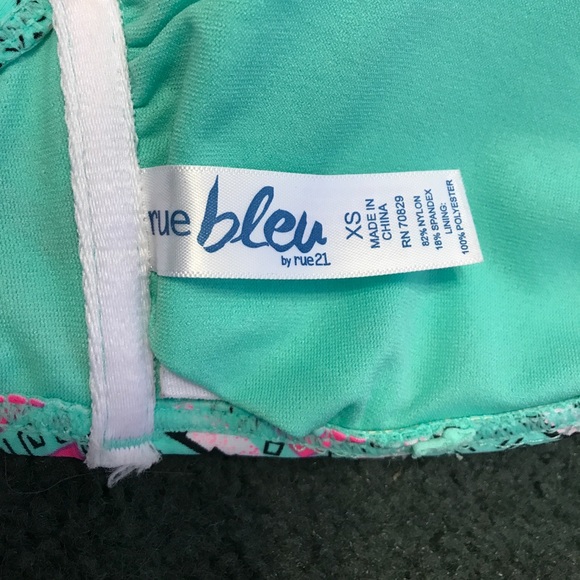 rue bleu
by rue21
XS
MADE IN
CHINA
RN 70829
82% NYLON
18% SPANDEX
LINING:
100% POLYESTER